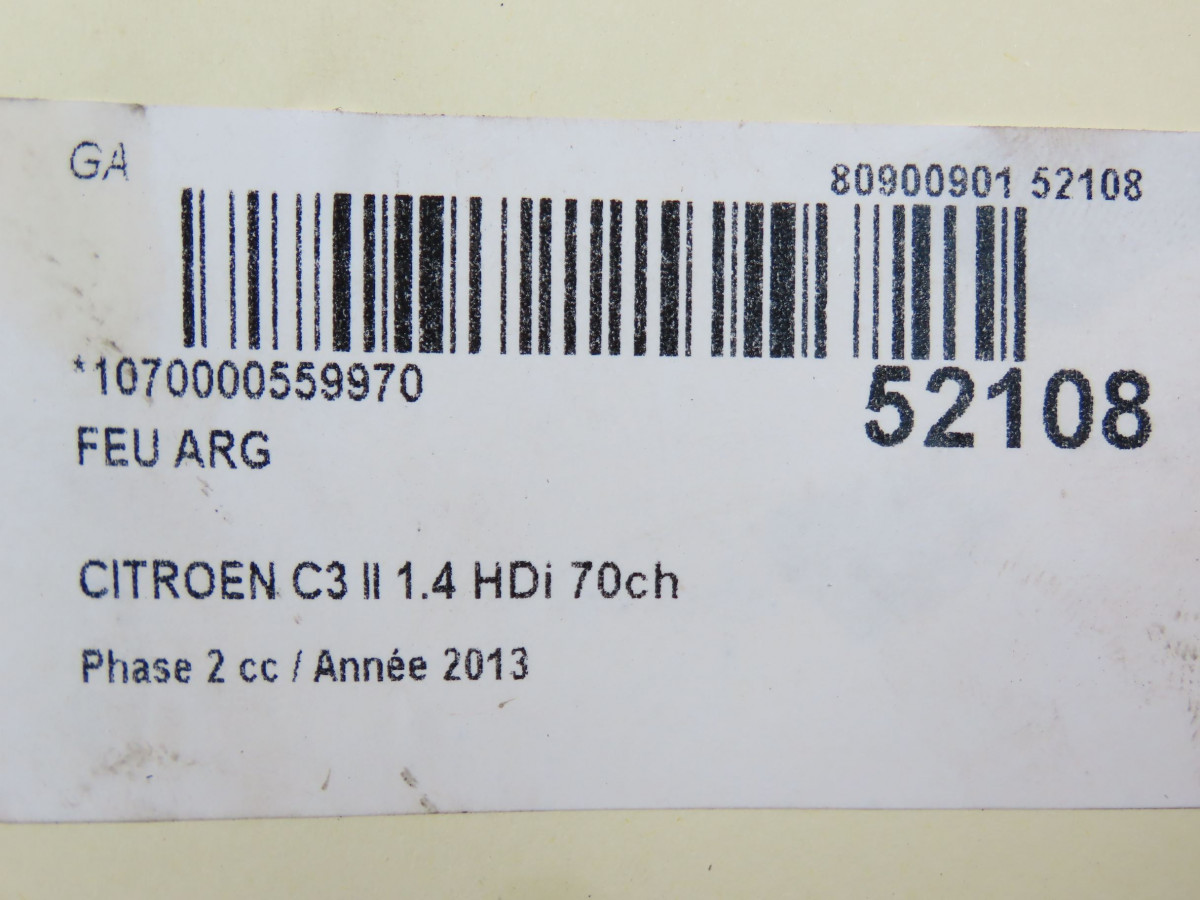 GA
80900901 52108
*1070000559970
52108
FEU ARG
CITROEN C3 II 1.4 HDi 70ch
Phase 2 cc / Année 2013